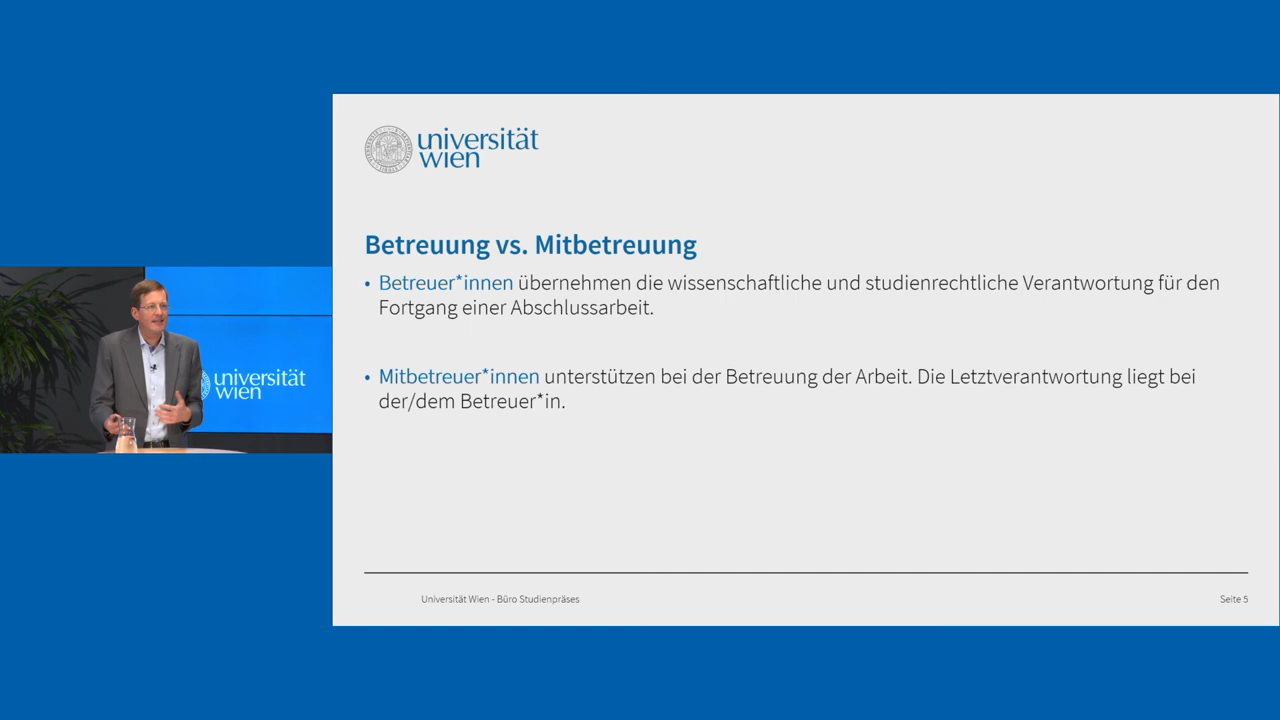 universität
wien
Betreuung vs. Mitbetreuung
• Betreuer*innen übernehmen die wissenschaftliche und studienrechtliche Verantwortung für den
Fortgang einer Abschlussarbeit.
• Mitbetreuer*innen unterstützen bei der Betreuung der Arbeit. Die Letztverantwortung liegt bei
der/dem Betreuer*in.
universität
wien
Universität Wien - Büro Studienpräses
Seite 5